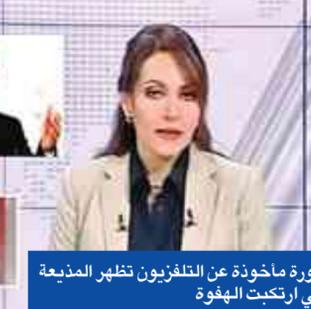 ورة مأخوذة عن التلفزيون تظهر المذيعة
ي ارتكبت الهفوة